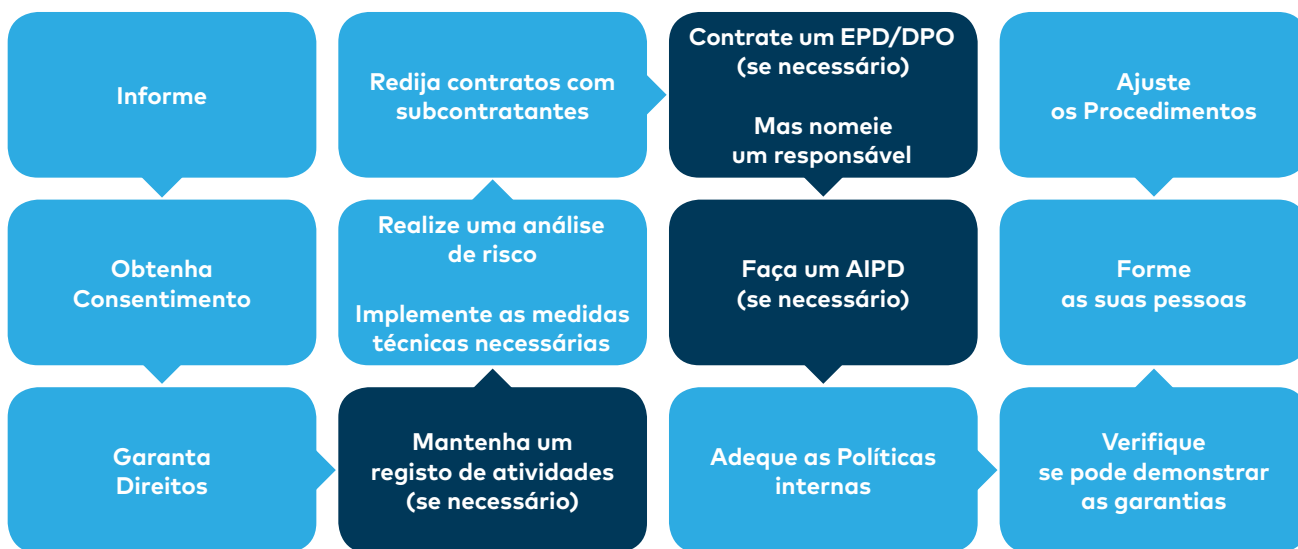 Informe
Obtenha
Consentimento
Garanta
Direitos
Mantenha um
registo de atividades
(se necessário)
Realize uma análise
de risco
Implemente as medidas
técnicas necessárias
Redija contratos com
subcontratantes
Contrate um EPD/DPO
(se necessário)
Mas nomeie
um responsável
Faça um AIPD
(se necessário)
Adeque as Políticas
internas
Verifique
se pode demonstrar
as garantias
Forme
as suas pessoas
Ajuste
os Procedimentos